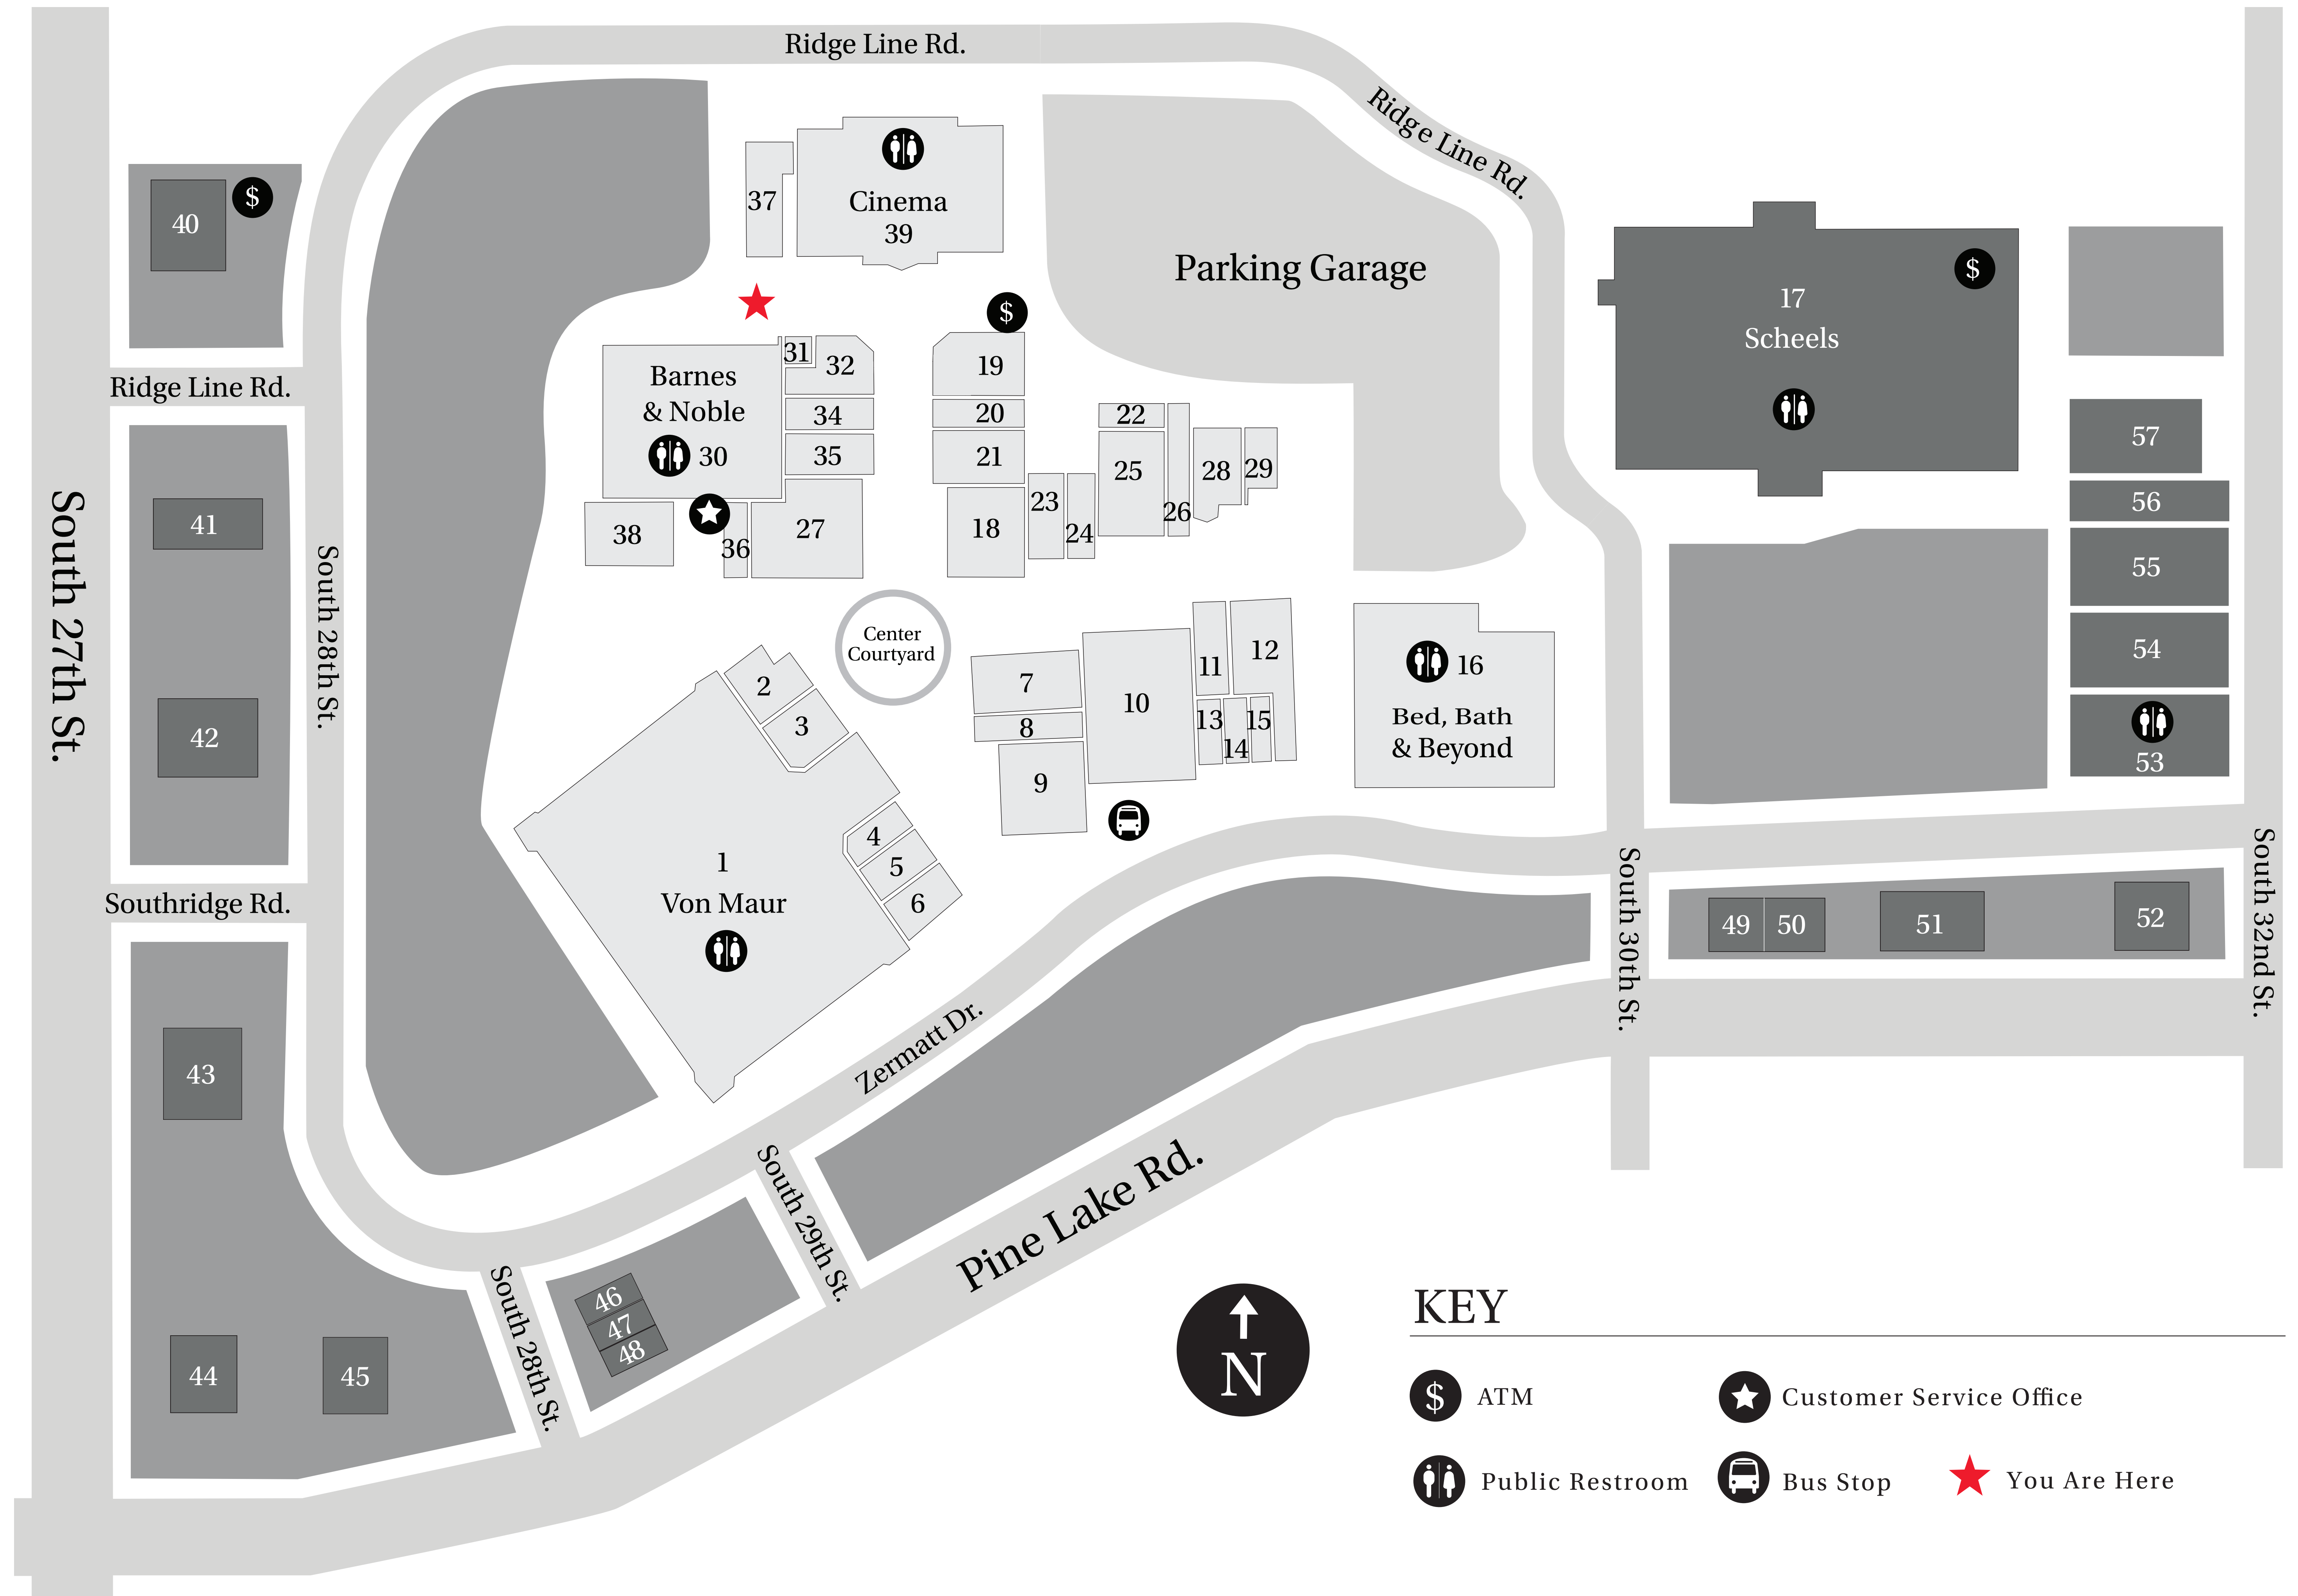 Ridge Line Rd.
Ridge Line Rd.
37
Cinema
39
40
$
Parking Garage
17
Scheels
$
$
Barnes
& Noble
30
31
32
34
35
19
20
21
22
25
26
28
29
23
24
18
27
36
38
57
56
55
54
53
Ridge Line Rd.
South 27th St.
41
42
South 28th St.
Center
Courtyard
2
3
4
5
6
1
Von Maur
7
8
9
10
11
12
13
14
15
16
Bed, Bath
& Beyond
Southridge Rd.
South 30th St.
49
50
51
52
South 32nd St.
43
44
45
Zermatt Dr.
South 29th St.
Pine Lake Rd.
South 28th St.
46
47
48
N
KEY
$
ATM
Customer Service Office
Public Restroom
Bus Stop
You Are Here